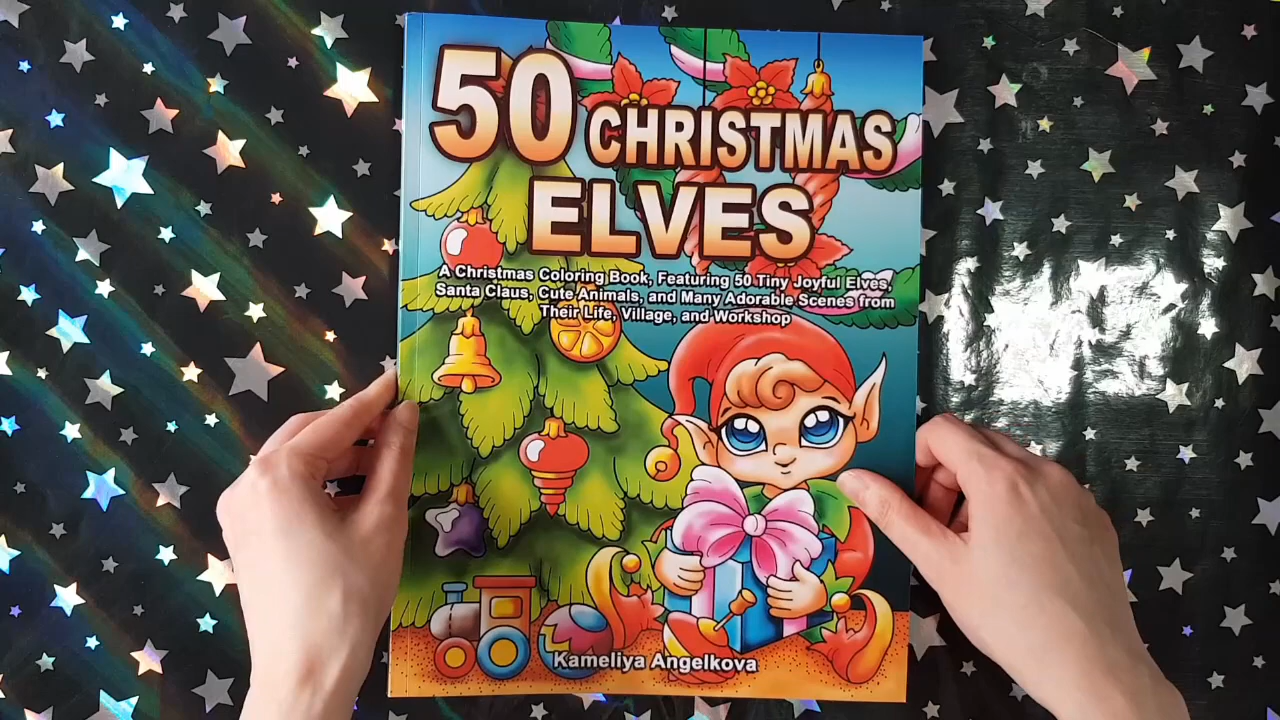 50 CHRISTMAS
ELVES
A Christmas Coloring Book, Featuring 50 Tiny Joyful Elves,
Santa Claus, Cute Animals, and Many Adorable Scenes from
Their Life, Village, and Workshop
Kameliya Angelkova